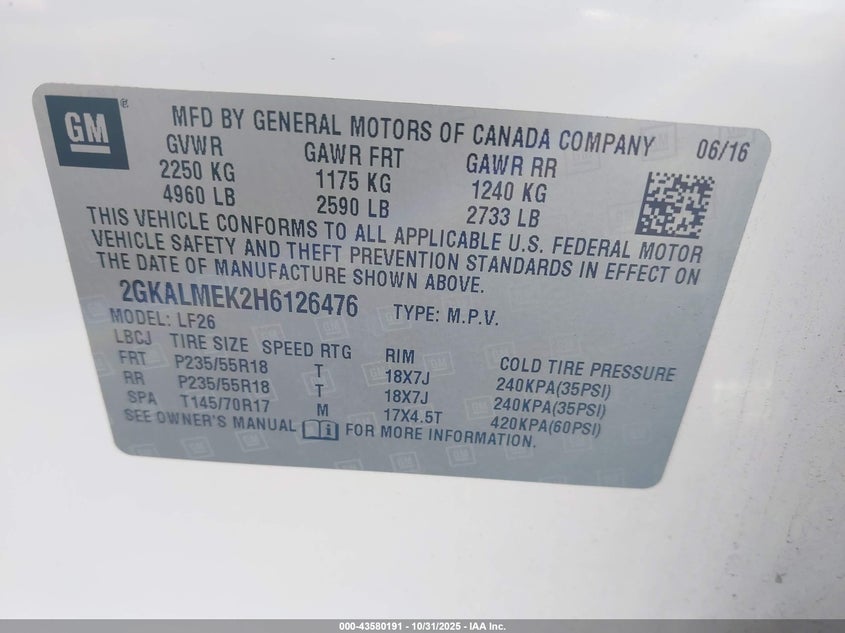 GM ®
MFD BY GENERAL MOTORS OF CANADA COMPANY 06/16
GVWR GAWR FRT GAWR RR
2250 KG 1175 KG 1240 KG
4960 LB 2590 LB 2733 LB
THIS VEHICLE CONFORMS TO ALL APPLICABLE U.S. FEDERAL MOTOR
VEHICLE SAFETY AND THEFT PREVENTION STANDARDS IN EFFECT ON
THE DATE OF MANUFACTURE SHOWN ABOVE.
2GKALMEK2H6126476 TYPE: M.P.V.
MODEL: LF26
LBCJ TIRE SIZE SPEED RTG RIM COLD TIRE PRESSURE
FRT P235/55R18 T 18X7J 240KPA(35PSI)
RR P235/55R18 T 18X7J 240KPA(35PSI)
SPA T145/70R17 M 17X4.5T 420KPA(60PSI)
SEE OWNER'S MANUAL FOR MORE INFORMATION.
000-43580191 - 10/31/2025 - IAA Inc.